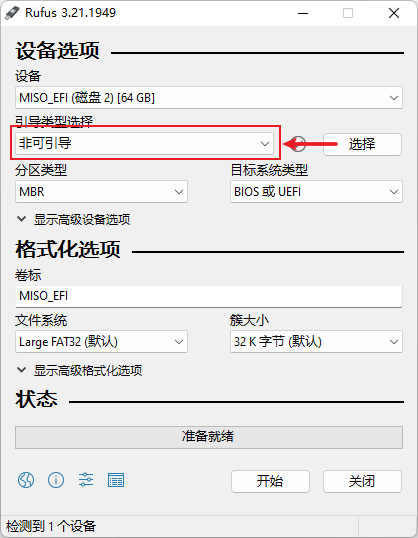 Rufus 3.21.1949
设备选项
设备
MISO_EFI (磁盘 2) [64 GB]
引导类型选择
非可引导
选择
分区类型
目标系统类型
MBR
BIOS 或 UEFI
显示高级设备选项
格式化选项
卷标
MISO_EFI
文件系统
簇大小
Large FAT32 (默认)
32 K 字节 (默认)
显示高级格式化选项
状态
准备就绪
开始
关闭
检测到 1 个设备